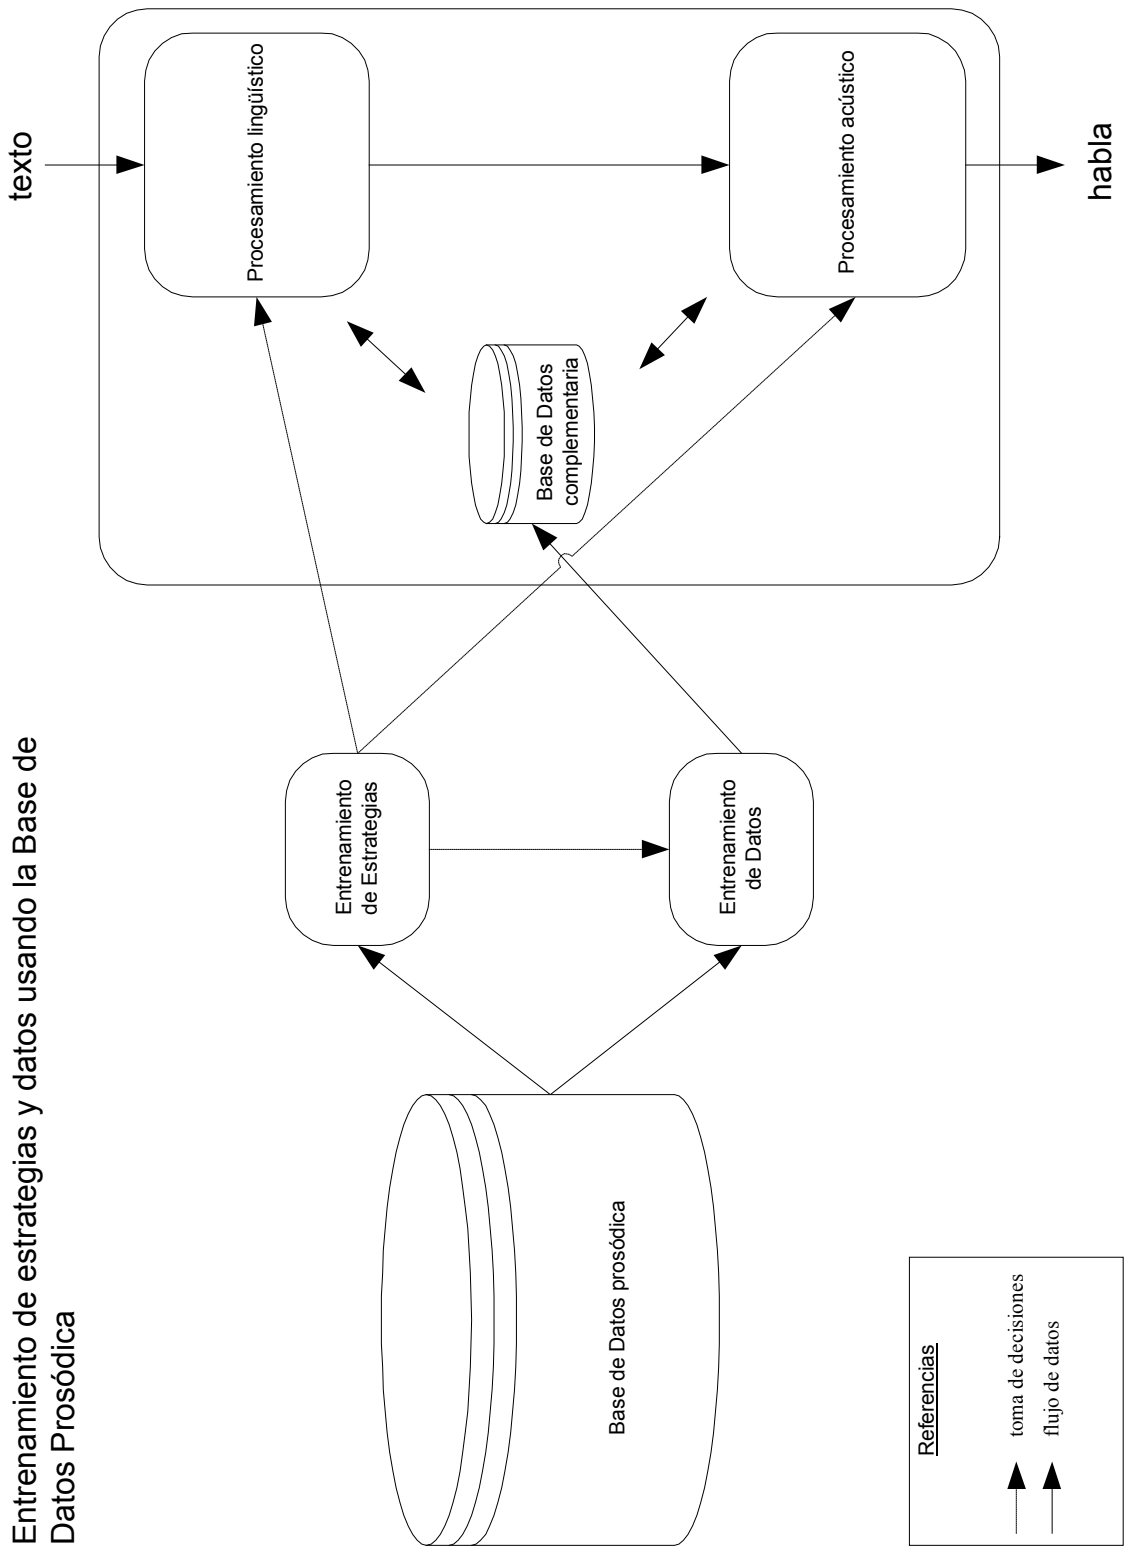 Entrenamiento de estrategias y datos usando la Base de
Datos Prosódica
texto
Procesamiento lingüístico
Entrenamiento
de Estrategias
Base de Datos
complementaria
Base de Datos prosódica
Entrenamiento
de Datos
Procesamiento acústico
habla
Referencias
toma de decisiones
flujo de datos